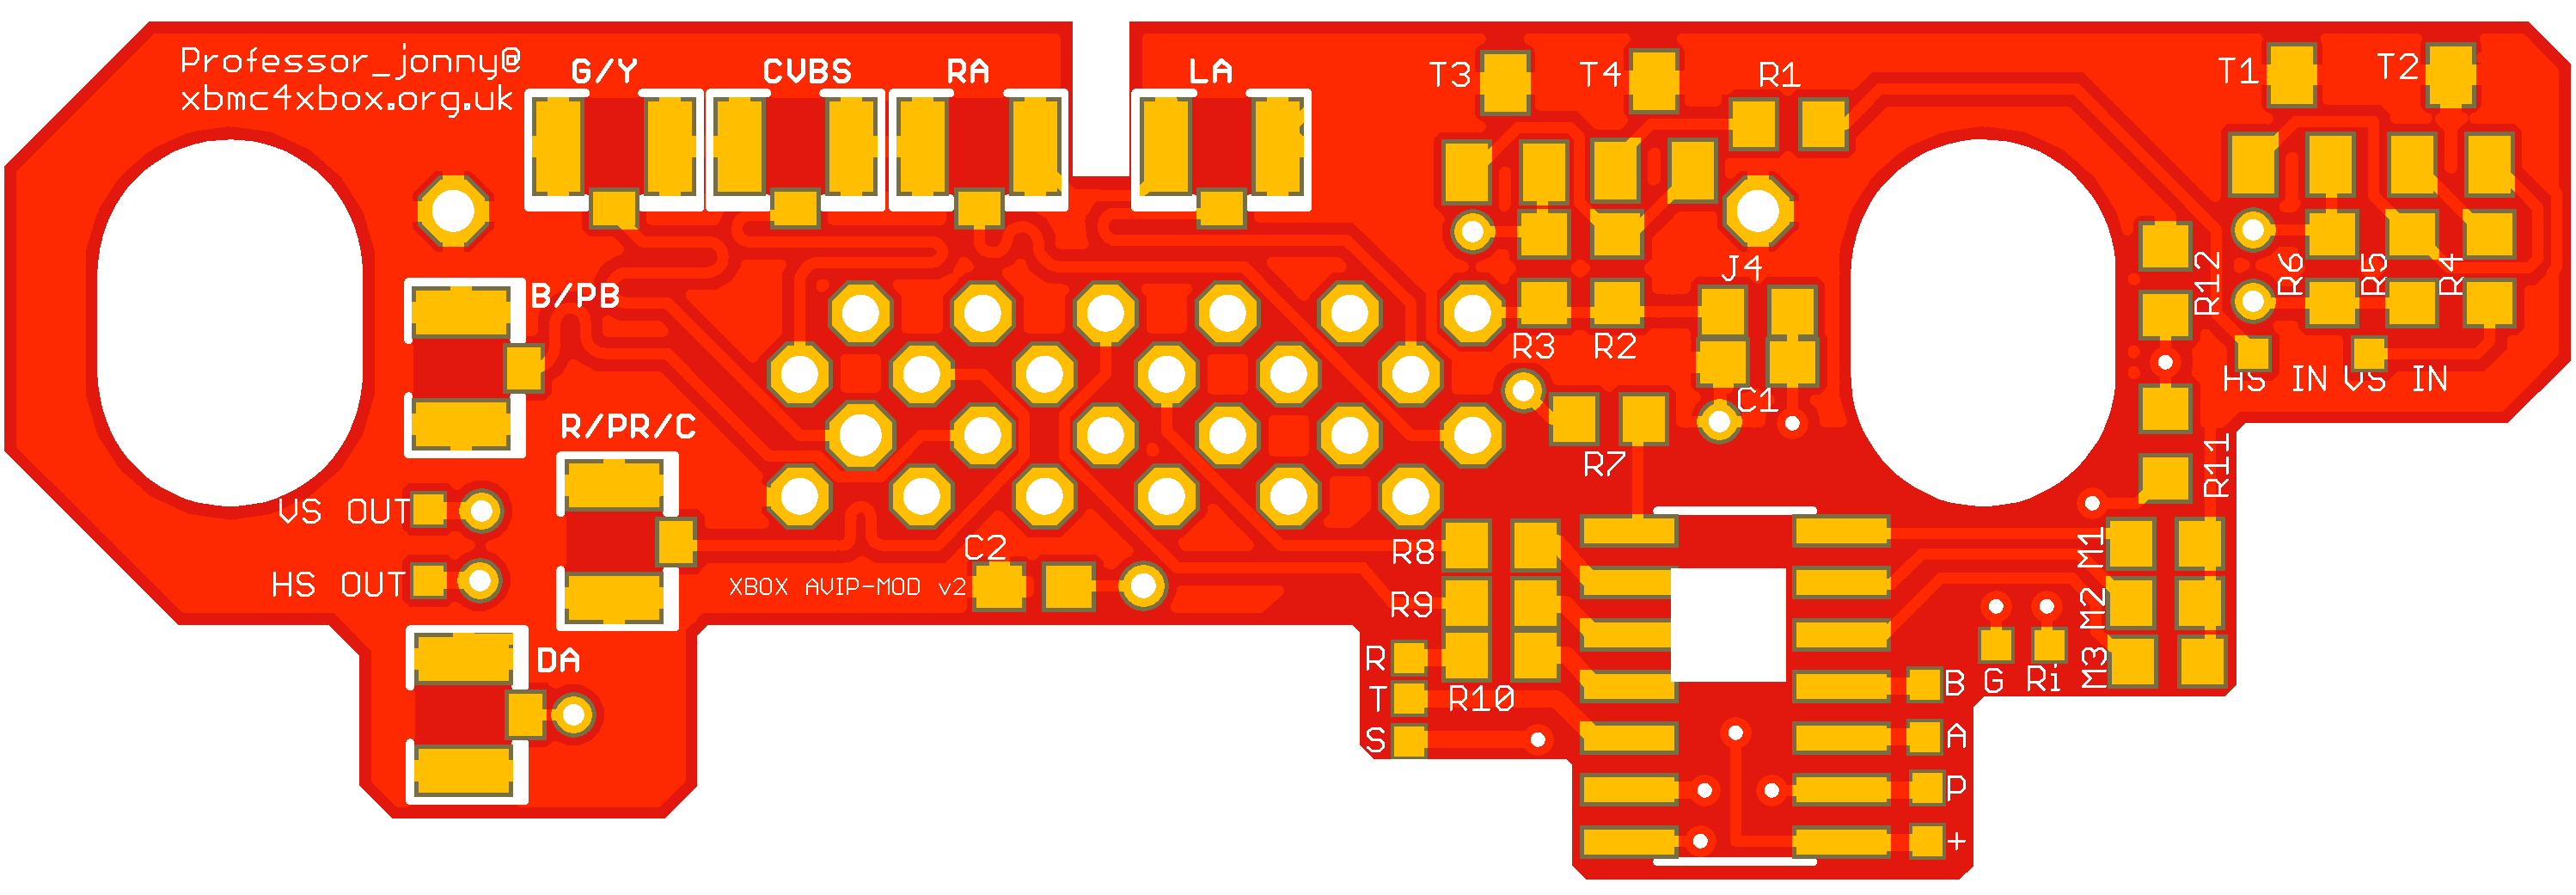 Professor_jonny@
xbmc4xbox.org.uk
G/Y
CVBS
RA
LA
T3
T4
R1
T1
T2
B/PB
J4
R12
R6
R5
R4
R3
R2
HS IN
VS IN
C1
R/PR/C
R7
R11
VS OUT
HS OUT
C2
XBOX AVIP-MOD v2
R8
R9
M1
M2
M3
DA
R
T
S
R10
B
G
Ri
A
P
+